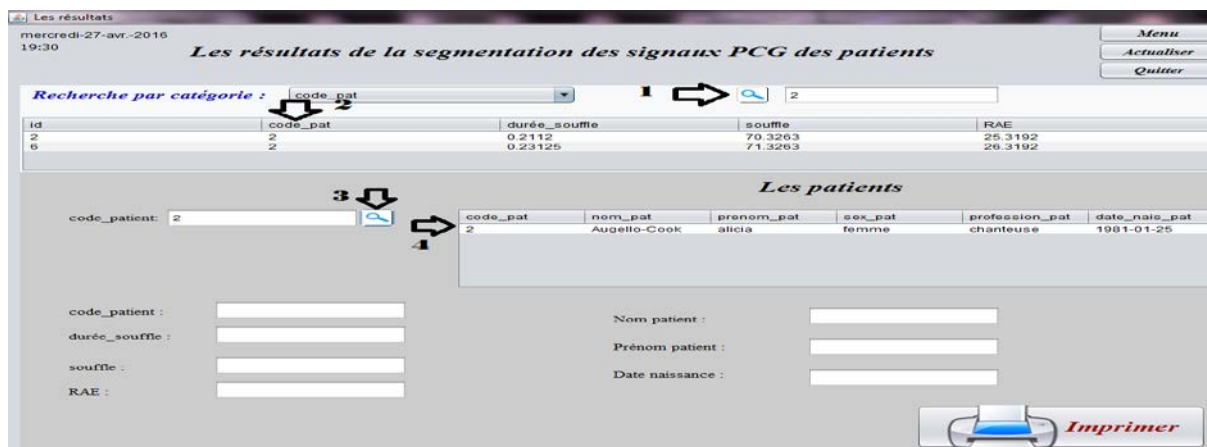 Les résultats
mercredi-27-avr.-2016
19:30
Les résultats de la segmentation des signaux PCG des patients
Menu
Actualiser
Quitter
Recherche par catégorie : code_pat 1 2
2
id code_pat durée_souffle souffle RAE
2 2 0.2112 70.3263 25.3192
6 2 0.23125 71.3263 26.3192
Les patients
3
code_patient: 2
4
code_pat nom_pat prenom_pat sex_pat profession_pat date_nais_pat
2 Augello-Cook alicia femme chanteuse 1981-01-25
code_patient :
durée_souffle :
souffle :
RAE :
Nom patient :
Prénom patient :
Date naissance :
Imprimer